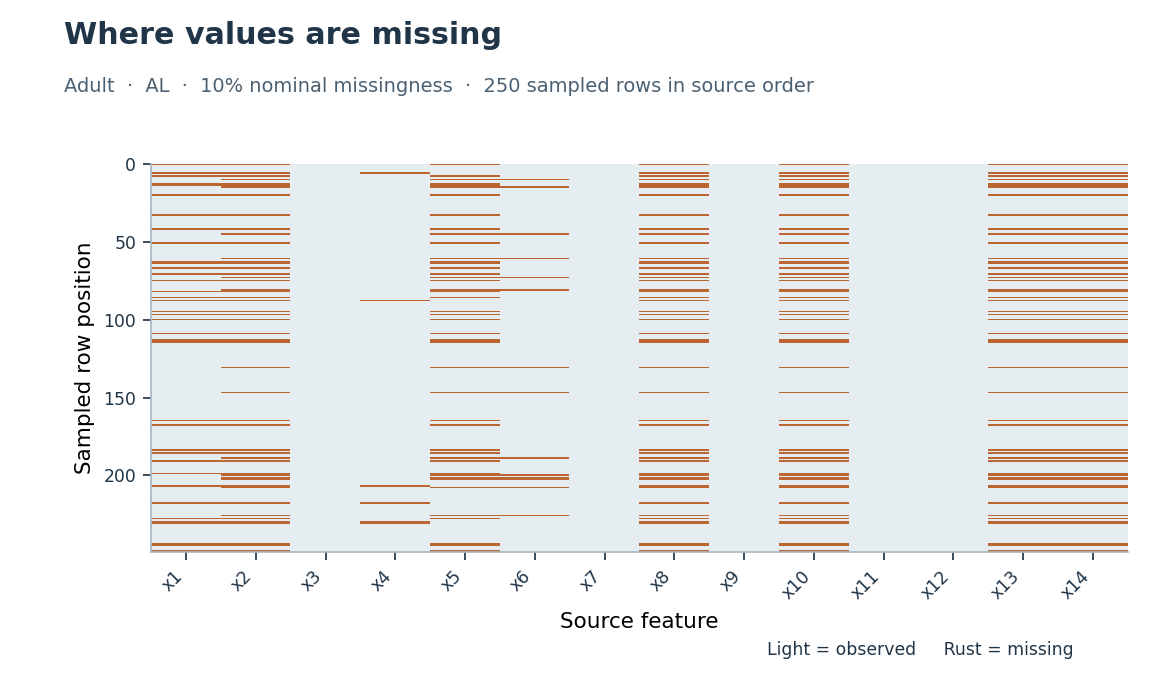 Where values are missing
Adult · AL · 10% nominal missingness · 250 sampled rows in source order
Sampled row position
0
50
100
150
200
x1 x2 x3 x4 x5 x6 x7 x8 x9 x10 x11 x12 x13 x14
Source feature
Light = observed Rust = missing